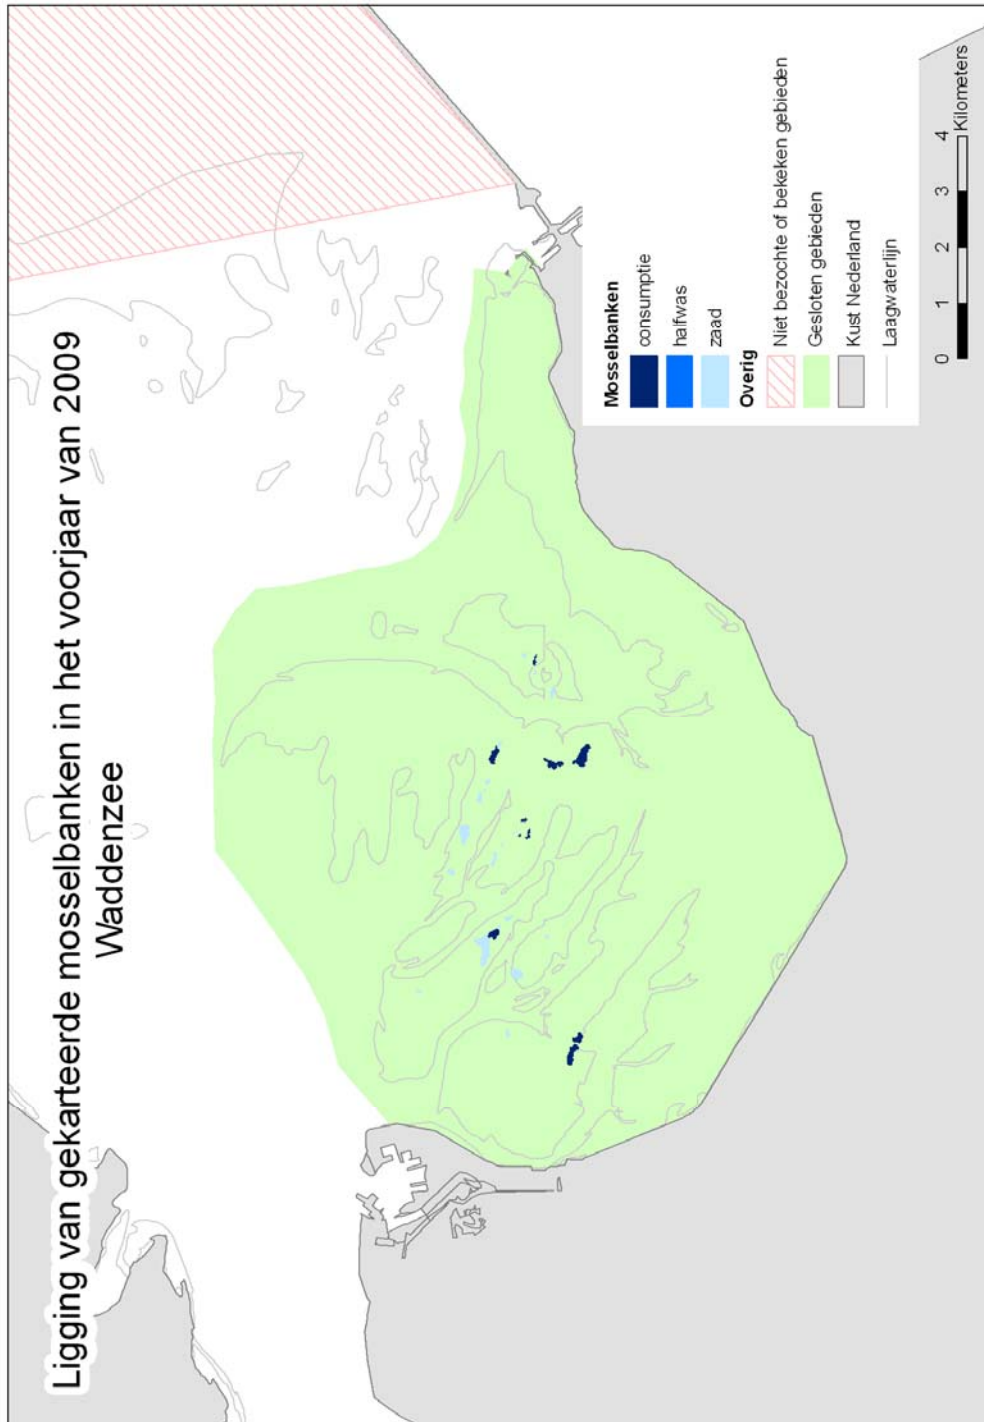 Ligging van gekarteerde mosselbanken in het voorjaar van 2009
Waddenzee
Mosselbanken
consumptie
halfwas
zaad
Overig
Niet bezochte of bekeken gebieden
Gesloten gebieden
Kust Nederland
Laagwaterlijn
0 1 2 3 4
Kilometers